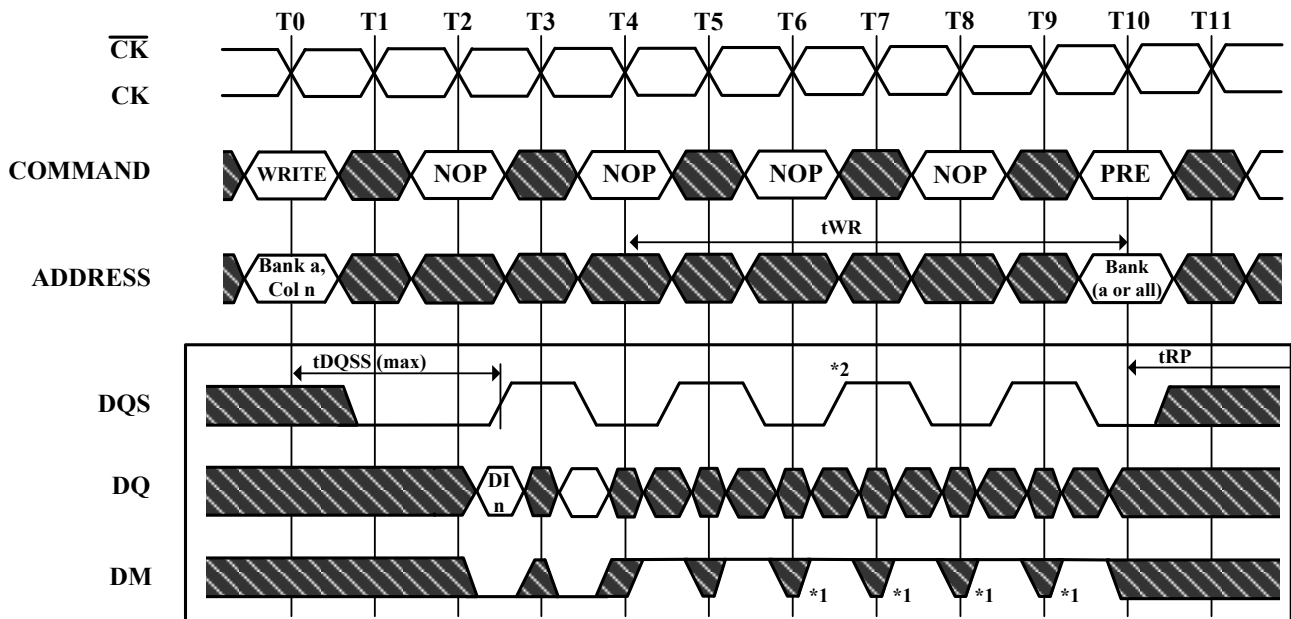 T0 T1 T2 T3 T4 T5 T6 T7 T8 T9 T10 T11
CK
CK
COMMAND WRITE NOP NOP NOP NOP PRE
tWR
ADDRESS Bank a, Col n Bank (a or all)
tDQSS (max) *2 tRP
DQS
DQ DI n
DM *1 *1 *1 *1